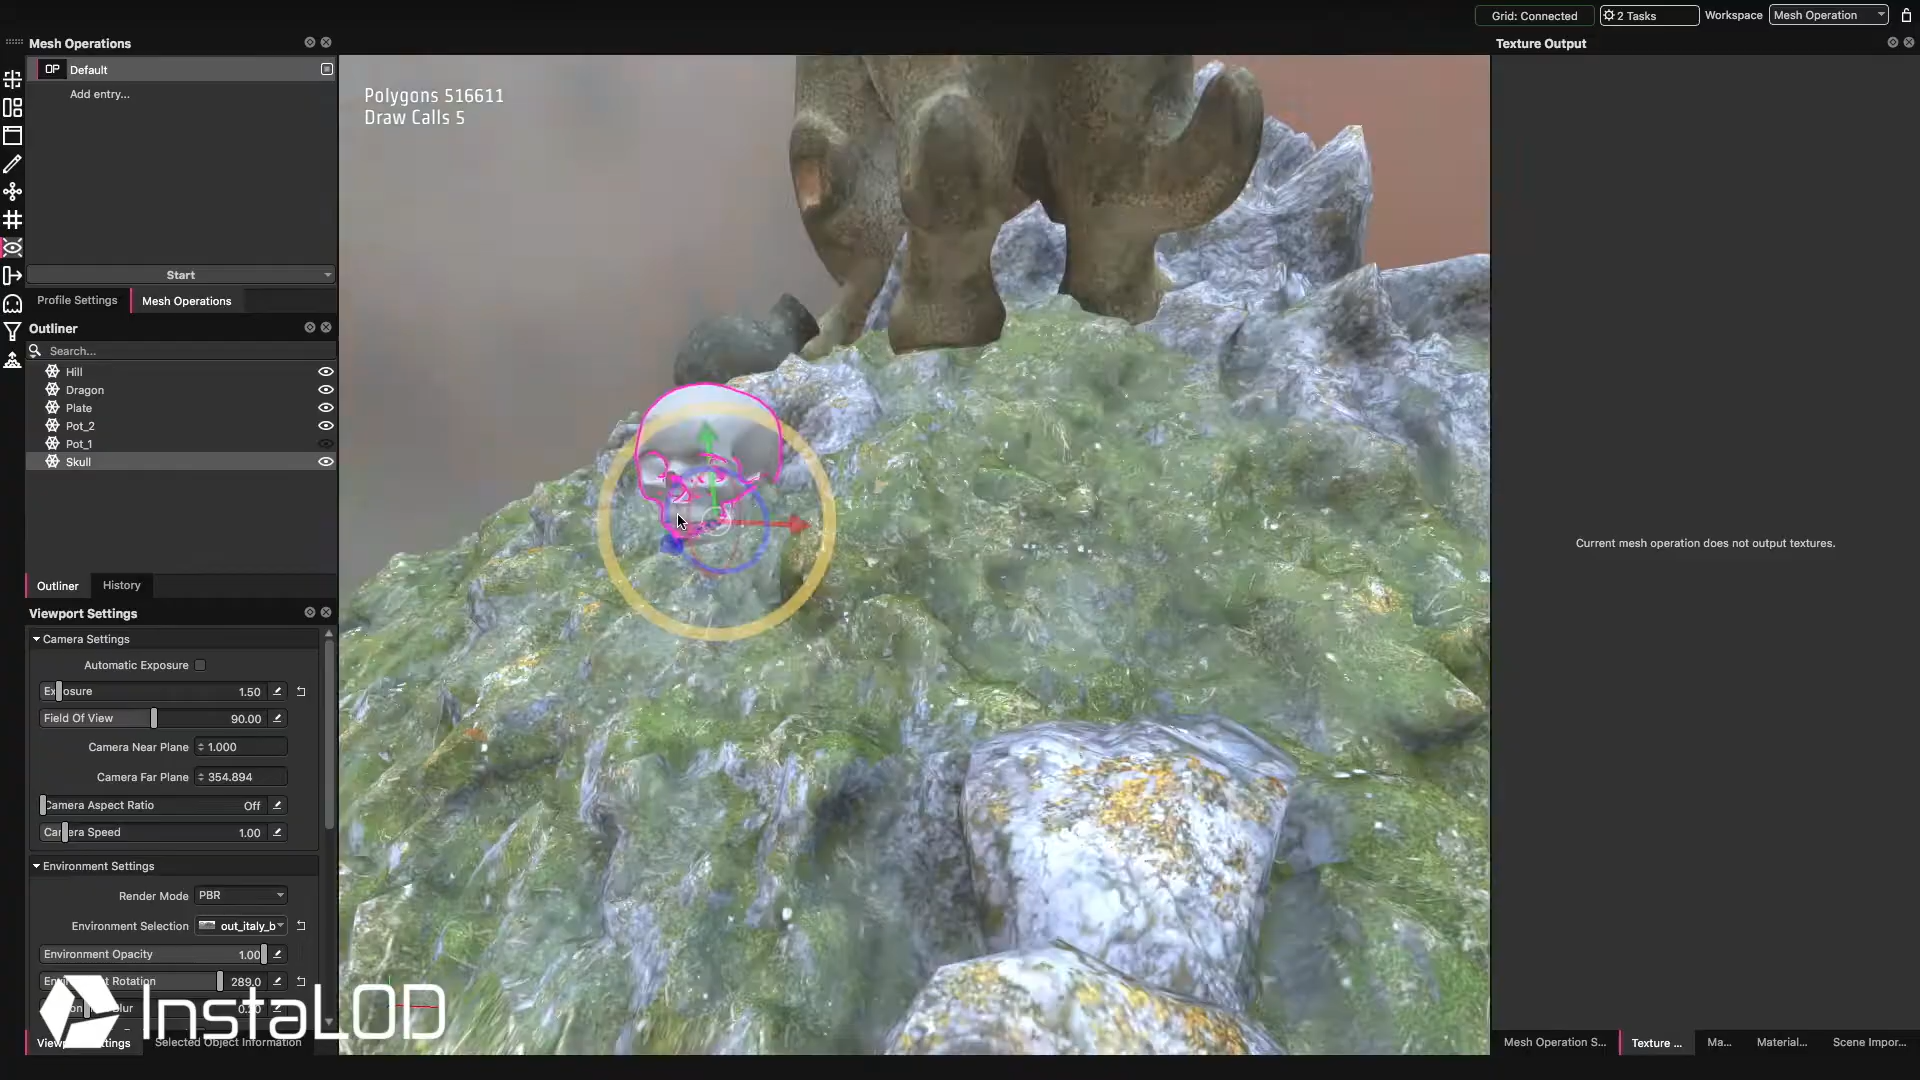 Grid: Connected
2 Tasks
Workspace
Mesh Operation
Mesh Operations
OP
Default
Add entry...
Start
Profile Settings
Mesh Operations
Outliner
Search...
Hill
Dragon
Plate
Pot_2
Pot_1
Skull
Outliner
History
Viewport Settings
Camera Settings
Automatic Exposure
Exposure
1.50
Field Of View
90.00
Camera Near Plane
1.000
Camera Far Plane
354.894
Camera Aspect Ratio
Off
Camera Speed
1.00
Environment Settings
Render Mode
PBR
Environment Selection
out_italy_b
Environment Opacity
1.00
Rotation
289.0
InstaLOD
Selected Object Information
Polygons 516611
Draw Calls 5
Texture Output
Current mesh operation does not output textures.
Mesh Operation S...
Texture ...
Ma...
Material...
Scene Impor...